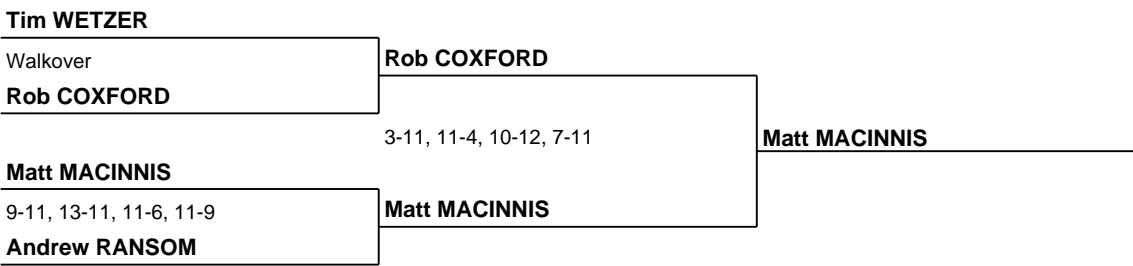 Tim WETZER
Walkover
Rob COXFORD
Rob COXFORD
3-11, 11-4, 10-12, 7-11
Matt MACINNIS
Matt MACINNIS
9-11, 13-11, 11-6, 11-9
Matt MACINNIS
Andrew RANSOM